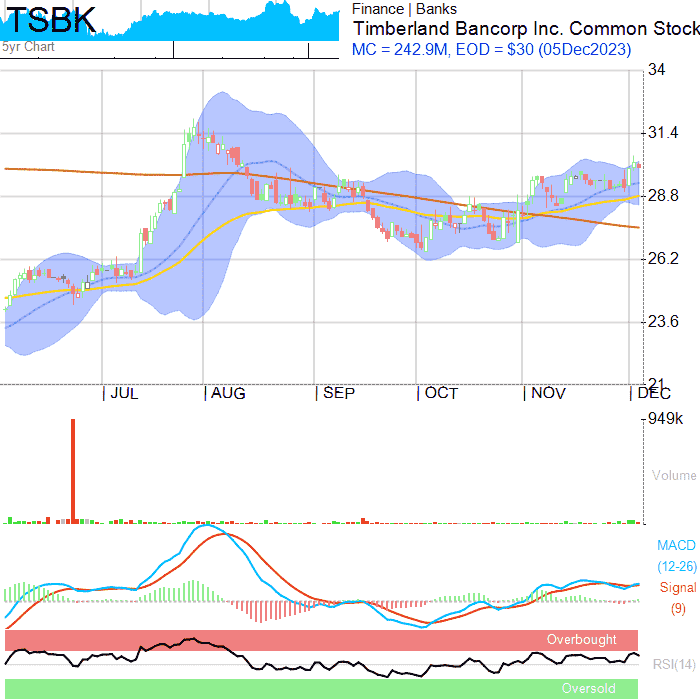 TSBK
5yr Chart
Finance | Banks
Timberland Bancorp Inc. Common Stock
MC = 242.9M, EOD = $30 (05Dec2023)
34
31.4
28.8
26.2
23.6
21
JUL AUG SEP OCT NOV DEC
949k
Volume
MACD
(12-26)
Signal
(9)
Overbought
RSI(14)
Oversold